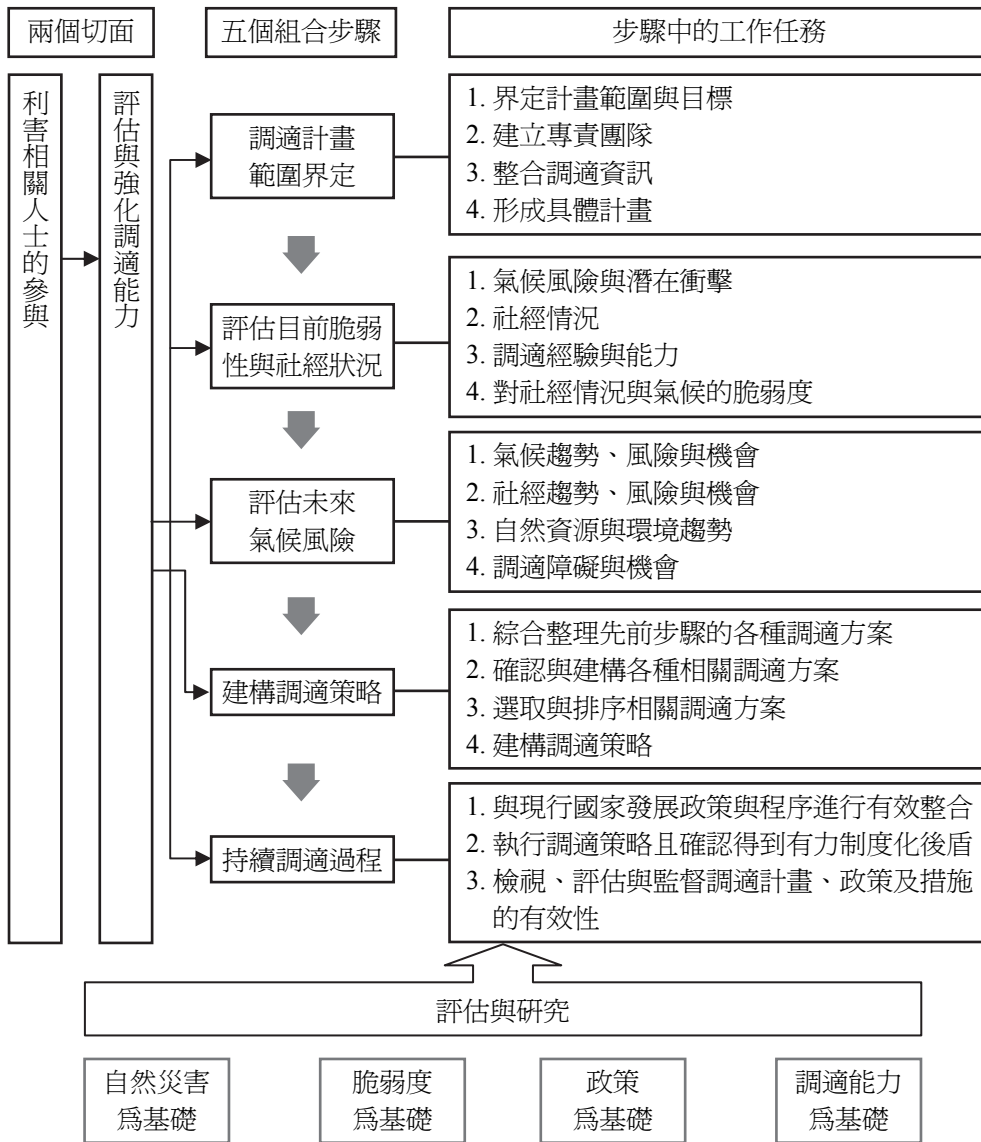 兩個切面
五個組合步驟
步驟中的工作任務
利害相關人士的參與
評估與強化調適能力
調適計畫
範圍界定
1. 界定計畫範圍與目標
2. 建立專責團隊
3. 整合調適資訊
4. 形成具體計畫
評估目前脆弱
性與社經狀況
1. 氣候風險與潛在衝擊
2. 社經情況
3. 調適經驗與能力
4. 對社經情況與氣候的脆弱度
評估未來
氣候風險
1. 氣候趨勢、風險與機會
2. 社經趨勢、風險與機會
3. 自然資源與環境趨勢
4. 調適障礙與機會
建構調適策略
1. 綜合整理先前步驟的各種調適方案
2. 確認與建構各種相關調適方案
3. 選取與排序相關調適方案
4. 建構調適策略
持續調適過程
1. 與現行國家發展政策與程序進行有效整合
2. 執行調適策略且確認得到有力制度化後盾
3. 檢視、評估與監督調適計畫、政策及措施
的有效性
評估與研究
自然災害
為基礎
脆弱度
為基礎
政策
為基礎
調適能力
為基礎